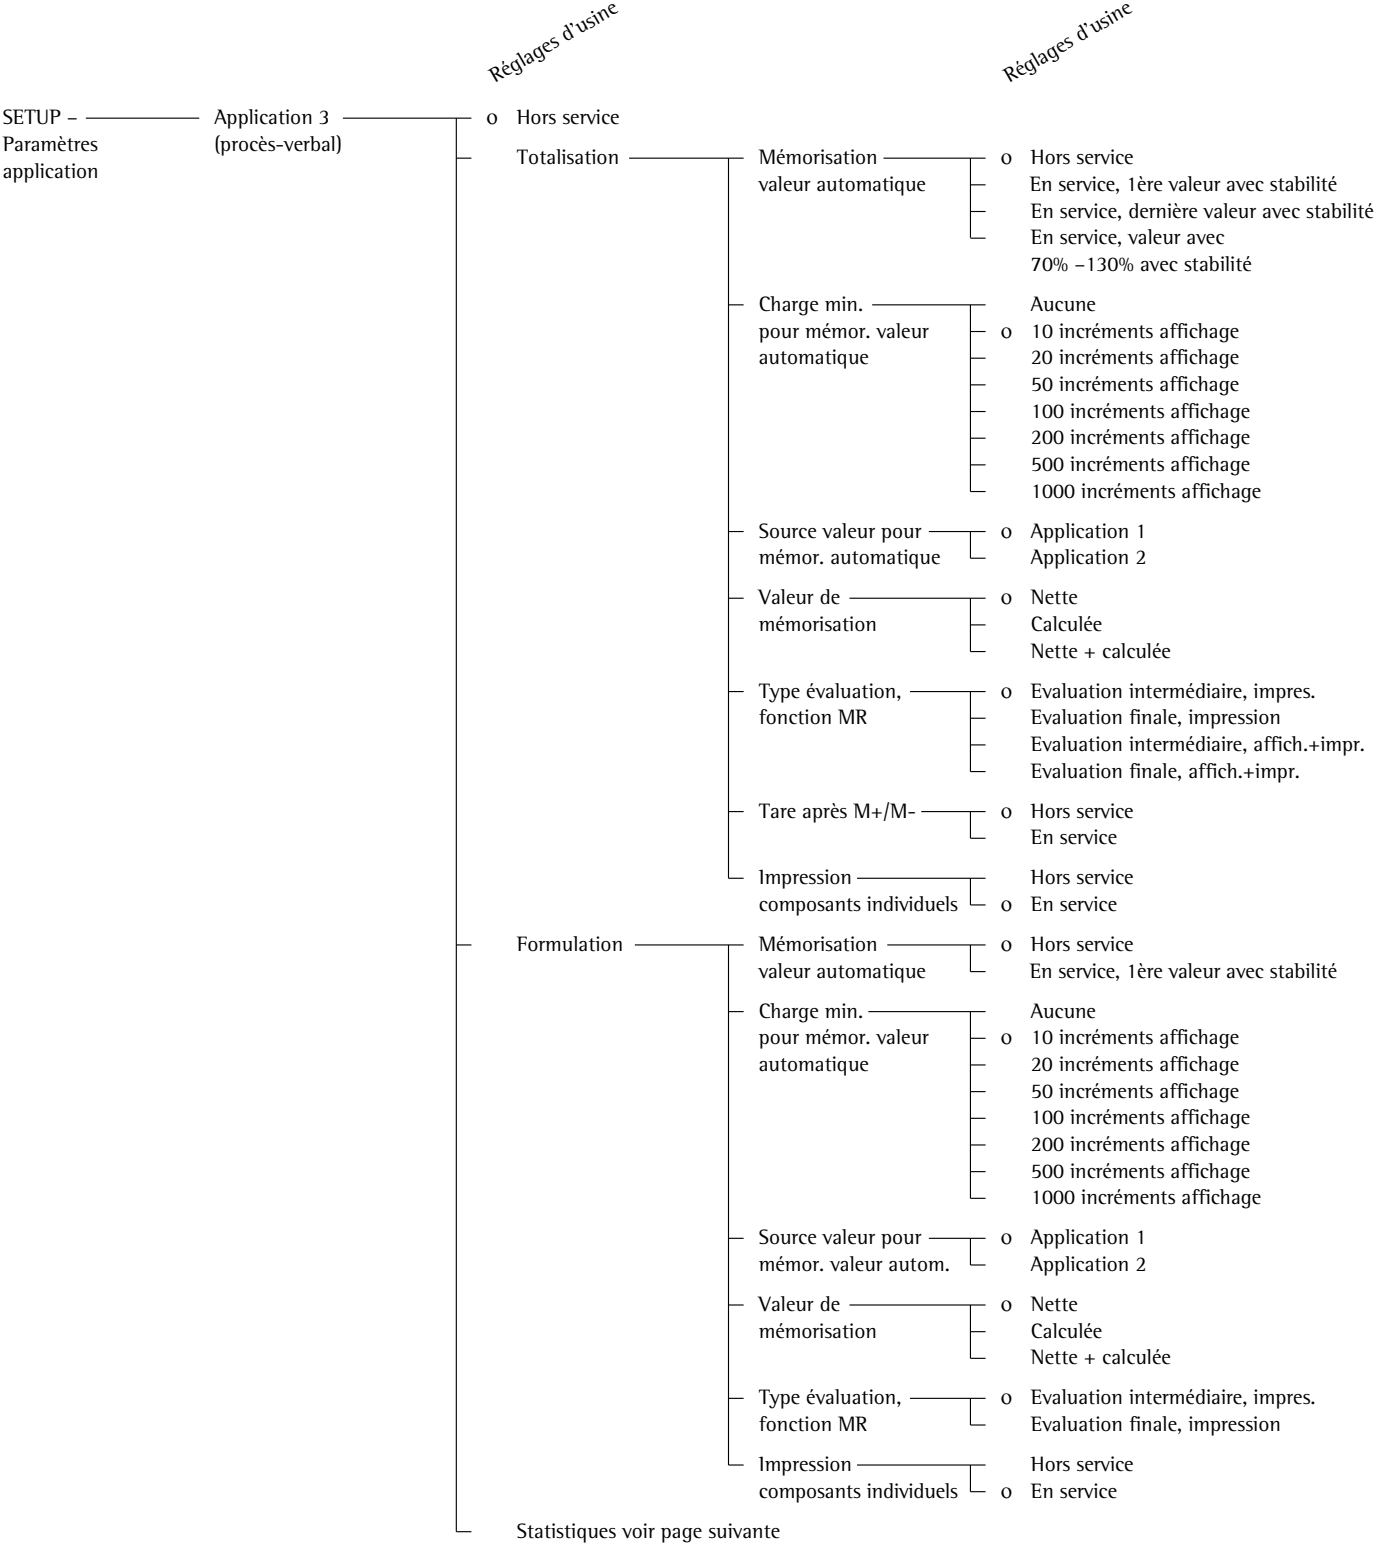 Réglages d'usine
Réglages d'usine
SETUP –
Paramètres
application
Application 3
(procès-verbal)
o Hors service
Totalisation
Mémorisation
valeur automatique
o Hors service
En service, 1ère valeur avec stabilité
En service, dernière valeur avec stabilité
En service, valeur avec
70% –130% avec stabilité
Charge min.
pour mémor. valeur
automatique
Aucune
o 10 incréments affichage
20 incréments affichage
50 incréments affichage
100 incréments affichage
200 incréments affichage
500 incréments affichage
1000 incréments affichage
Source valeur pour
mémor. automatique
o Application 1
Application 2
Valeur de
mémorisation
o Nette
Calculée
Nette + calculée
Type évaluation,
fonction MR
o Evaluation intermédiaire, impres.
Evaluation finale, impression
Evaluation intermédiaire, affich.+impr.
Evaluation finale, affich.+impr.
Tare après M+/M-
o Hors service
En service
Impression
composants individuels
Hors service
o En service
Formulation
Mémorisation
valeur automatique
o Hors service
En service, 1ère valeur avec stabilité
Charge min.
pour mémor. valeur
automatique
Aucune
o 10 incréments affichage
20 incréments affichage
50 incréments affichage
100 incréments affichage
200 incréments affichage
500 incréments affichage
1000 incréments affichage
Source valeur pour
mémor. valeur autom.
o Application 1
Application 2
Valeur de
mémorisation
o Nette
Calculée
Nette + calculée
Type évaluation,
fonction MR
o Evaluation intermédiaire, impres.
Evaluation finale, impression
Impression
composants individuels
Hors service
o En service
Statistiques voir page suivante